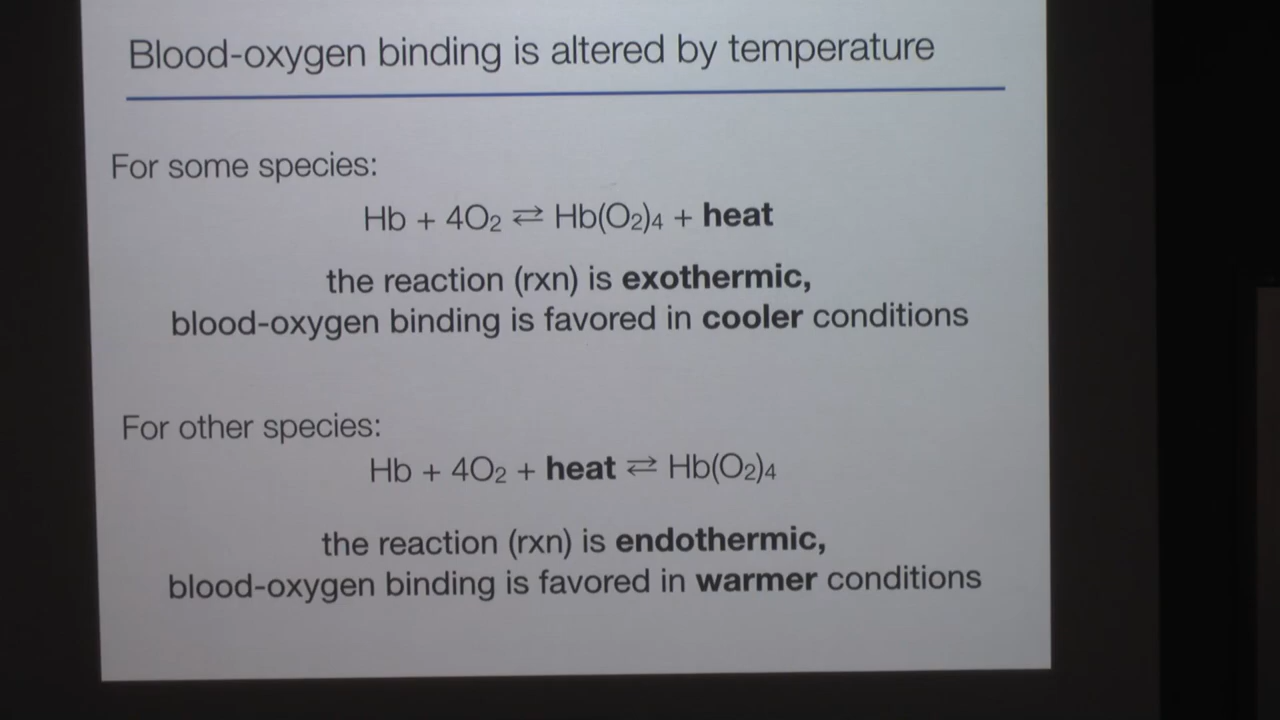 Blood-oxygen binding is altered by temperature
For some species:
Hb + 4O2 ⇄ Hb(O2)4 + heat
the reaction (rxn) is exothermic,
blood-oxygen binding is favored in cooler conditions
For other species:
Hb + 4O2 + heat ⇄ Hb(O2)4
the reaction (rxn) is endothermic,
blood-oxygen binding is favored in warmer conditions